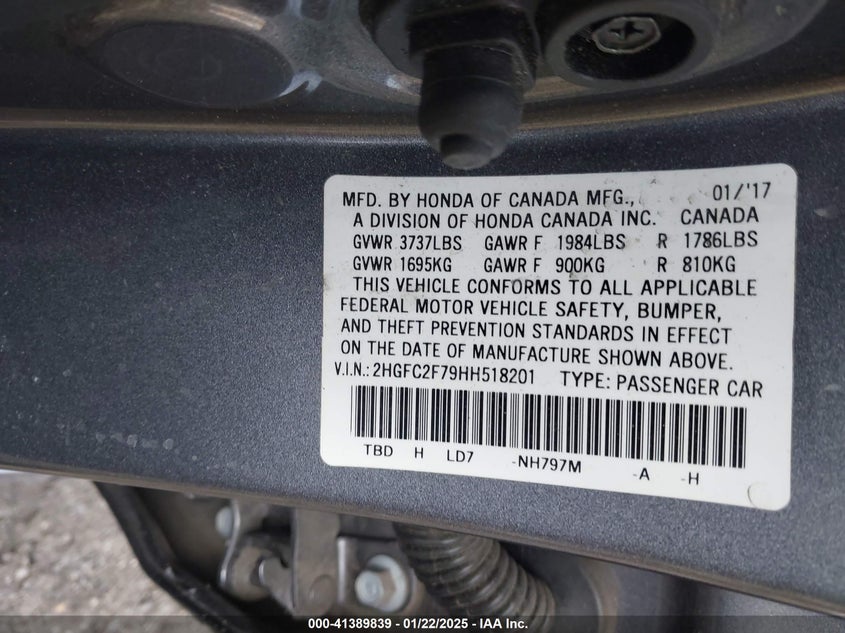 MFD. BY HONDA OF CANADA MFG., 01/'17
A DIVISION OF HONDA CANADA INC. CANADA
GVWR 3737LBS GAWR F 1984LBS R 1786LBS
GVWR 1695KG GAWR F 900KG R 810KG
THIS VEHICLE CONFORMS TO ALL APPLICABLE
FEDERAL MOTOR VEHICLE SAFETY, BUMPER,
AND THEFT PREVENTION STANDARDS IN EFFECT
ON THE DATE OF MANUFACTURE SHOWN ABOVE.
V.I.N.: 2HGFC2F79HH518201 TYPE: PASSENGER CAR
TBD H LD7 -NH797M -A -H
000-41389839 - 01/22/2025 - IAA Inc.